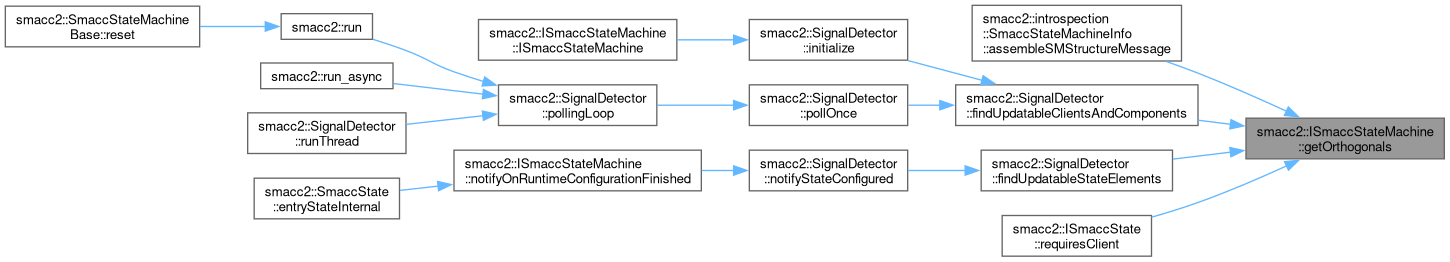 smacc2::SmaccStateMachine
Base::reset
smacc2::run
smacc2::run_async
smacc2::SignalDetector
::runThread
smacc2::SmaccState
::entryStateInternal
smacc2::ISmaccStateMachine
::ISmaccStateMachine
smacc2::SignalDetector
::pollingLoop
smacc2::ISmaccStateMachine
::notifyOnRuntimeConfigurationFinished
smacc2::SignalDetector
::initialize
smacc2::SignalDetector
::pollOnce
smacc2::SignalDetector
::notifyStateConfigured
smacc2::introspection
::SmaccStateMachineInfo
::assembleSMStructureMessage
smacc2::SignalDetector
::findUpdatableClientsAndComponents
smacc2::SignalDetector
::findUpdatableStateElements
smacc2::ISmaccState
::requiresClient
smacc2::ISmaccStateMachine
::getOrthogonals